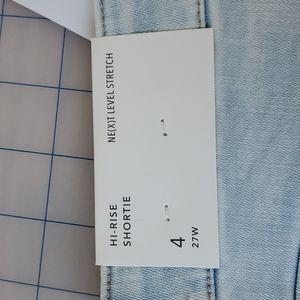 NE(X)T LEVEL STRETCH
HI-RISE
SHORTIE
4
27W